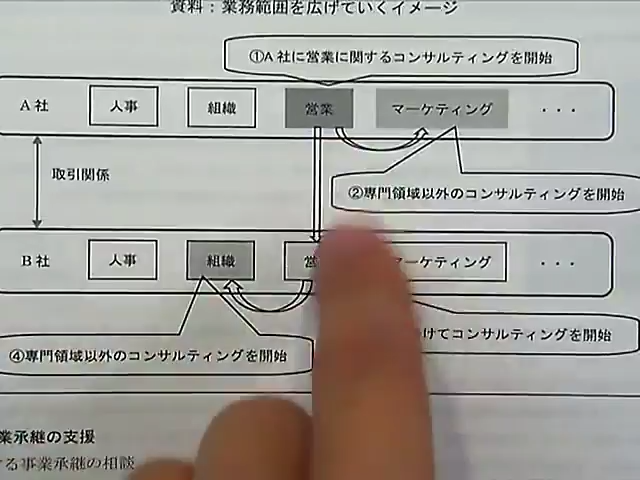 資料：業務範囲を広げていくイメージ
①A社に営業に関するコンサルティングを開始
A社 人事 組織 営業 マーケティング ・・・
取引関係
②専門領域以外のコンサルティングを開始
B社 人事 組織 営 マーケティング ・・・
けてコンサルティングを開始
④専門領域以外のコンサルティングを開始
業承継の支援
する事業承継の相談